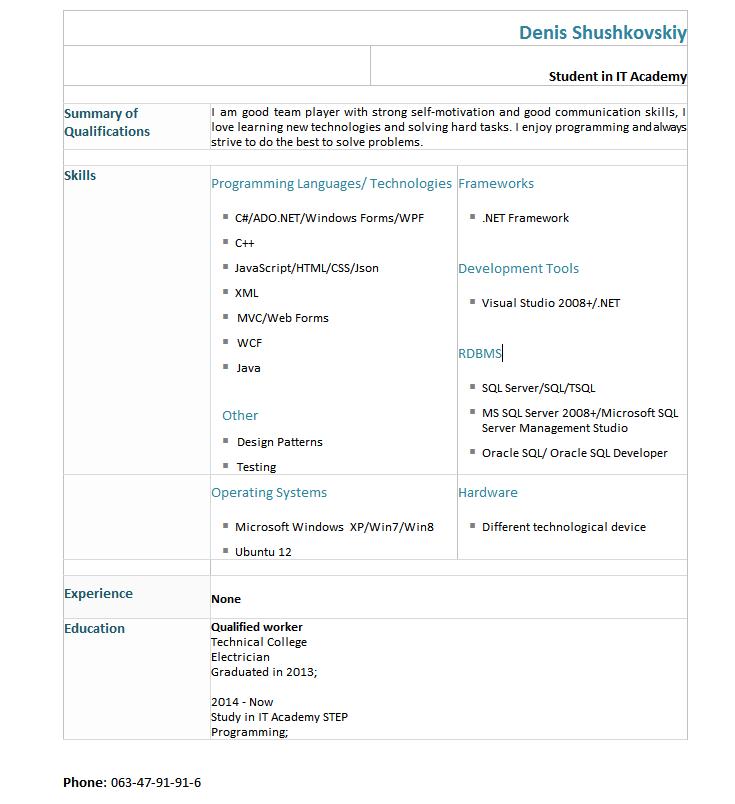 Denis Shushkovskiy
Student in IT Academy
Summary of
Qualifications
I am good team player with strong self-motivation and good communication skills, I
love learning new technologies and solving hard tasks. I enjoy programming and always
strive to do the best to solve problems.
Skills
Programming Languages/ Technologies
C#/ADO.NET/Windows Forms/WPF
C++
JavaScript/HTML/CSS/Json
XML
MVC/Web Forms
WCF
Java
Other
Design Patterns
Testing
Frameworks
.NET Framework
Development Tools
Visual Studio 2008+/.NET
RDBMS
SQL Server/SQL/TSQL
MS SQL Server 2008+/Microsoft SQL
Server Management Studio
Oracle SQL/ Oracle SQL Developer
Operating Systems
Microsoft Windows XP/Win7/Win8
Ubuntu 12
Hardware
Different technological device
Experience
None
Education
Qualified worker
Technical College
Electrician
Graduated in 2013;
2014 - Now
Study in IT Academy STEP
Programming;
Phone: 063-47-91-91-6